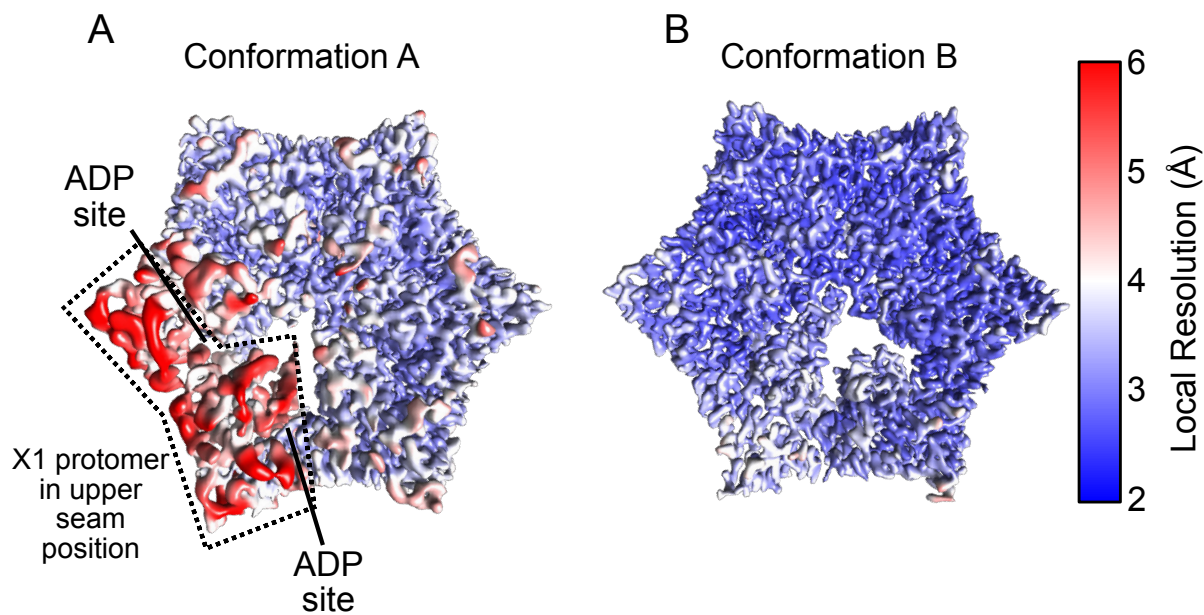 A
Conformation A
ADP
site
X1 protomer
in upper
seam
position
ADP
site
B
Conformation B
6
5
4
3
2
Local Resolution (Å)